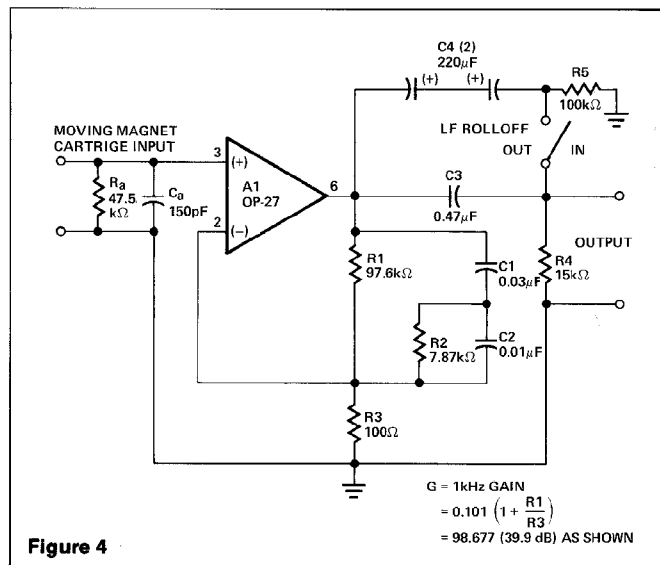 C4 (2)
220μF
(+) (+)
R5
100kΩ
LF ROLLOFF
OUT IN
MOVING MAGNET
CARTRIGE INPUT
3
(+)
6
C3
0.47μF
Ra
47.5
kΩ
Ca
150pF
A1
OP-27
2
(−)
OUTPUT
R1
97.6kΩ
C1
0.03μF
R4
15kΩ
R2
7.87kΩ
C2
0.01μF
R3
100Ω
G = 1kHz GAIN
= 0.101 (1 + R1/R3)
= 98.677 (39.9 dB) AS SHOWN
Figure 4